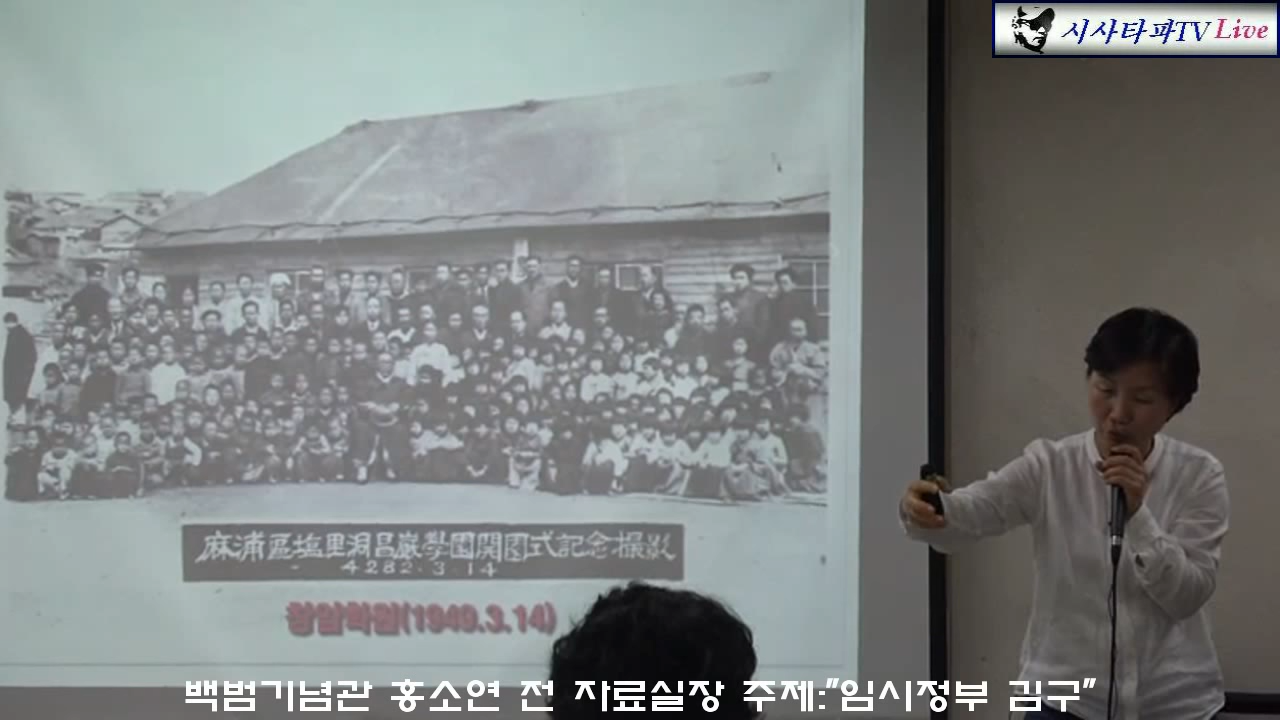 시사타파TV Live
麻浦區塩里洞昌巖學園開園式記念撮影
4282.3.14
창암학원(1949.3.14)
백범기념관 홍소연 전 자료실장 주제:"임시정부 김구"